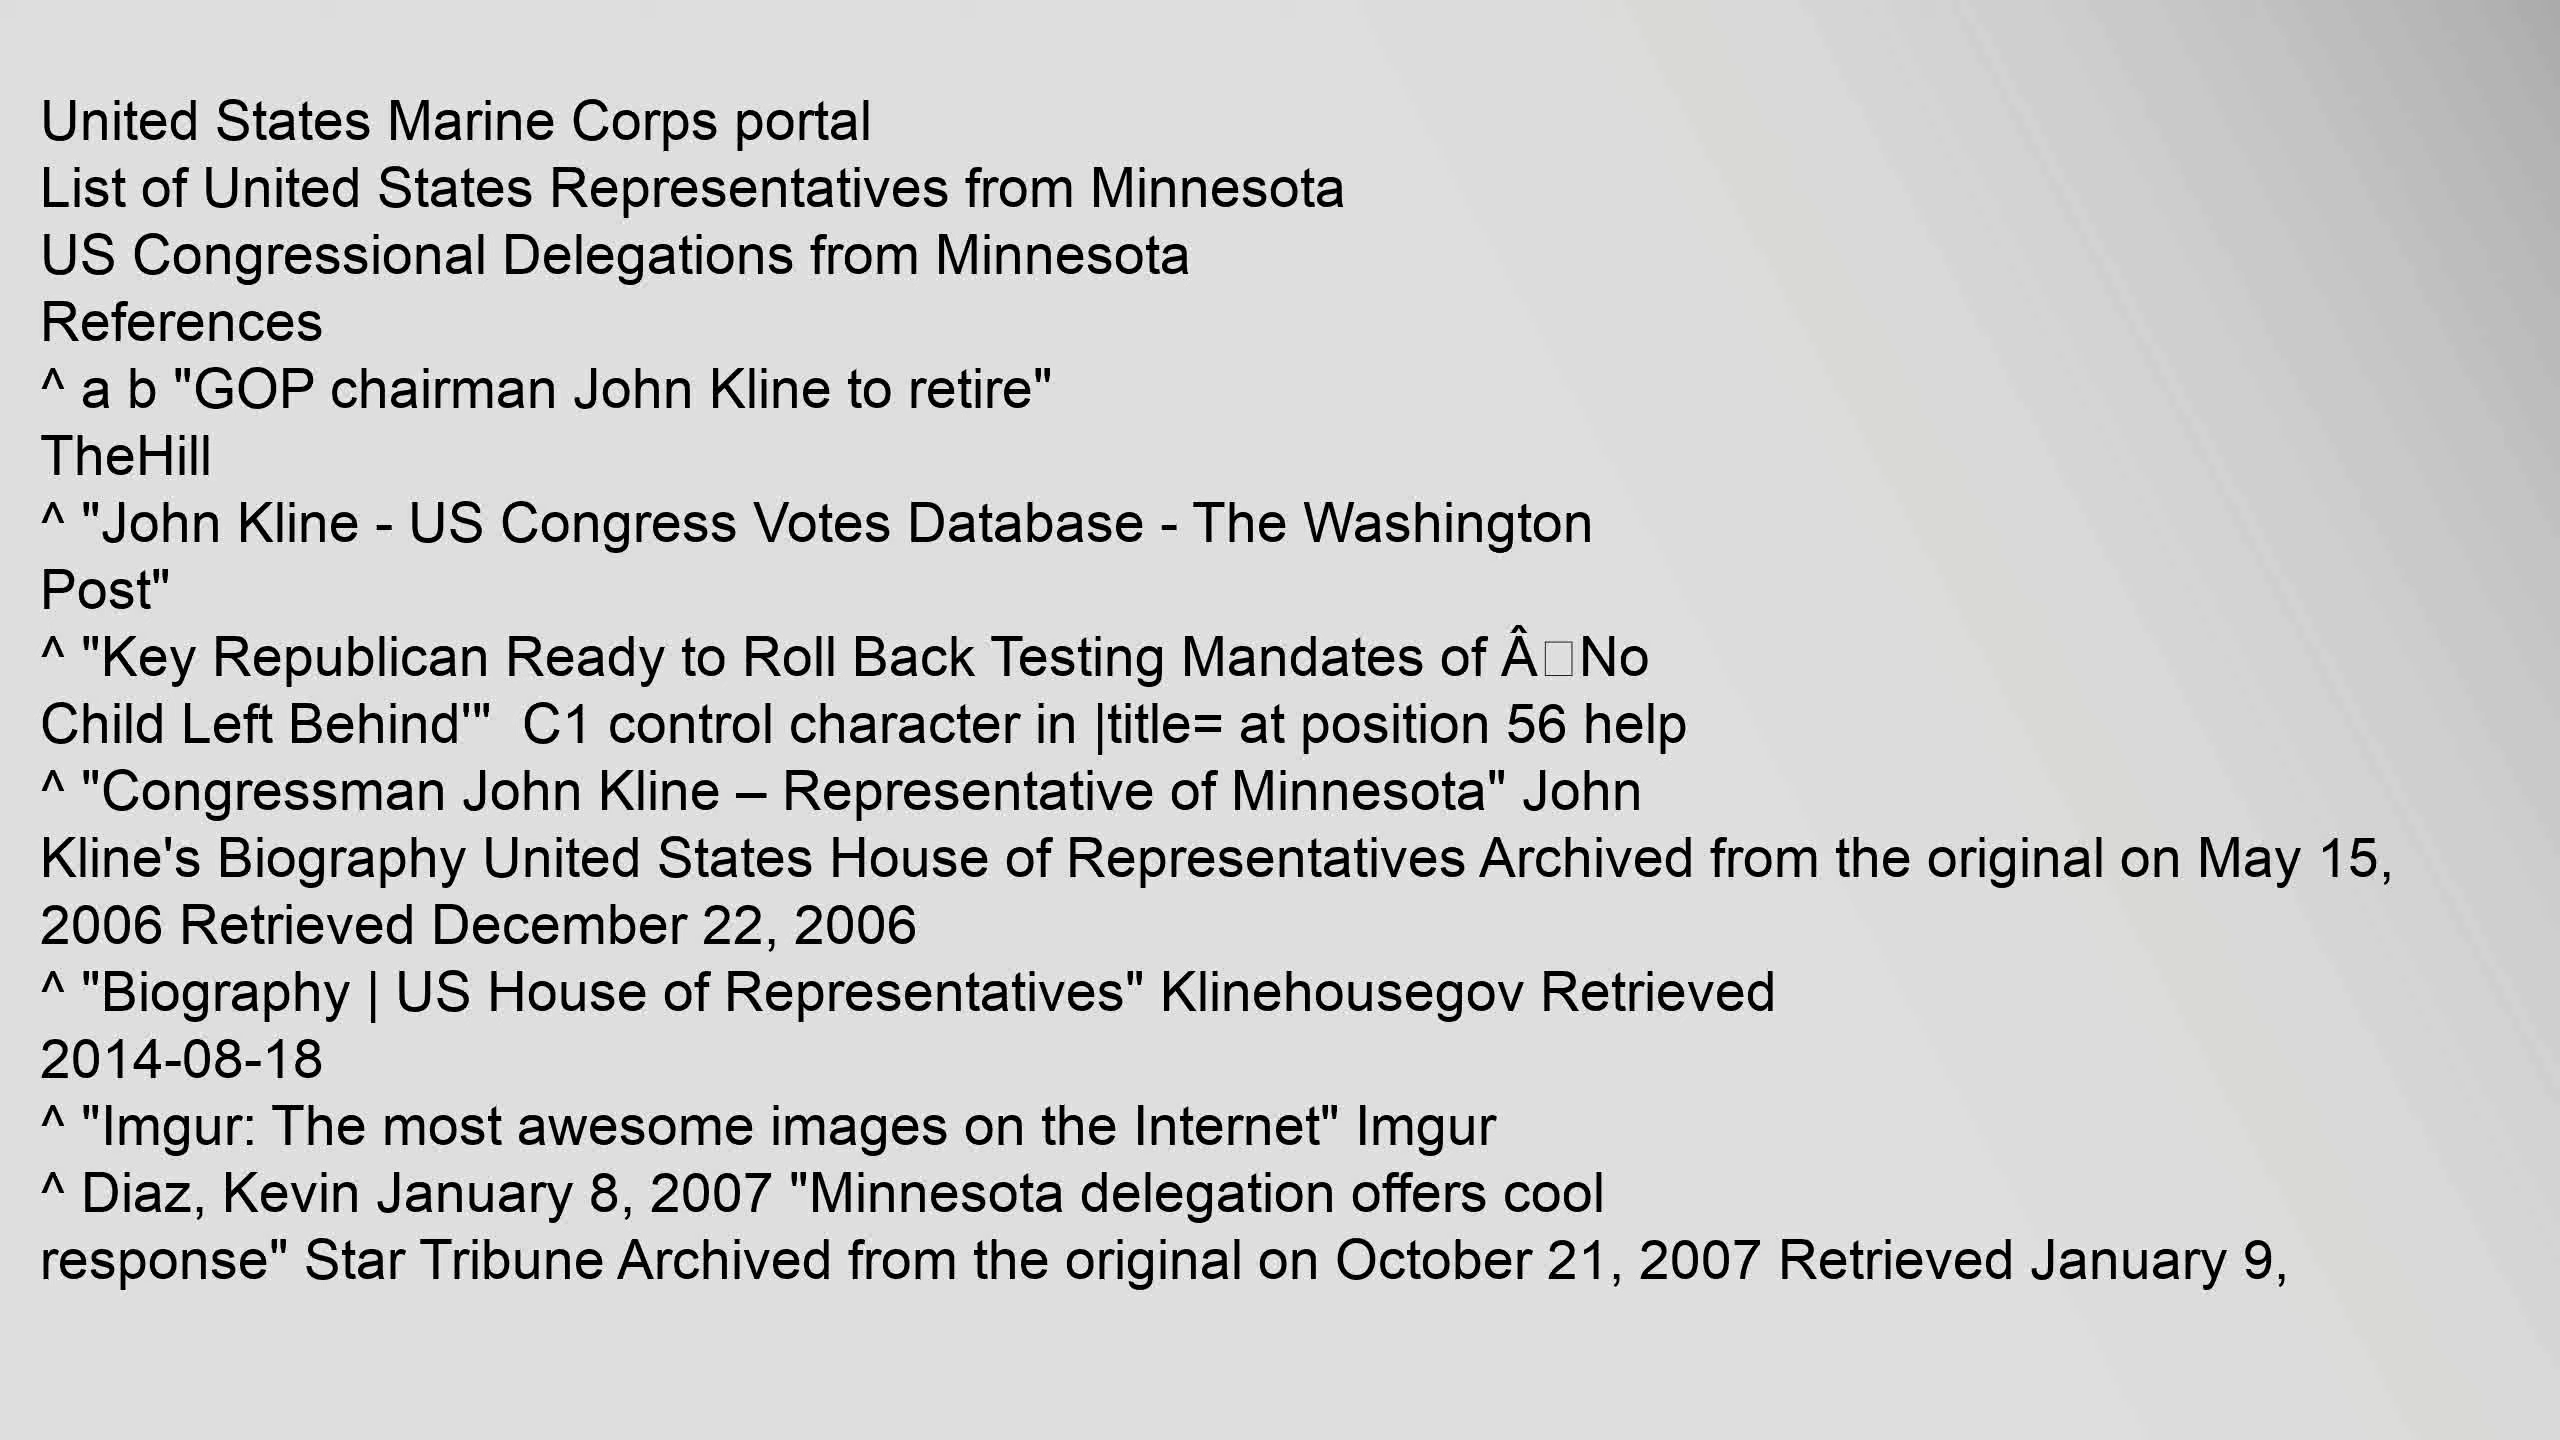 United States Marine Corps portal
List of United States Representatives from Minnesota
US Congressional Delegations from Minnesota
References
^ a b "GOP chairman John Kline to retire"
TheHill
^ "John Kline - US Congress Votes Database - The Washington
Post"
^ "Key Republican Ready to Roll Back Testing Mandates of Â□No
Child Left Behind'"  C1 control character in |title= at position 56 help
^ "Congressman John Kline – Representative of Minnesota" John
Kline's Biography United States House of Representatives Archived from the original on May 15,
2006 Retrieved December 22, 2006
^ "Biography | US House of Representatives" Klinehousegov Retrieved
2014-08-18
^ "Imgur: The most awesome images on the Internet" Imgur
^ Diaz, Kevin January 8, 2007 "Minnesota delegation offers cool
response" Star Tribune Archived from the original on October 21, 2007 Retrieved January 9,